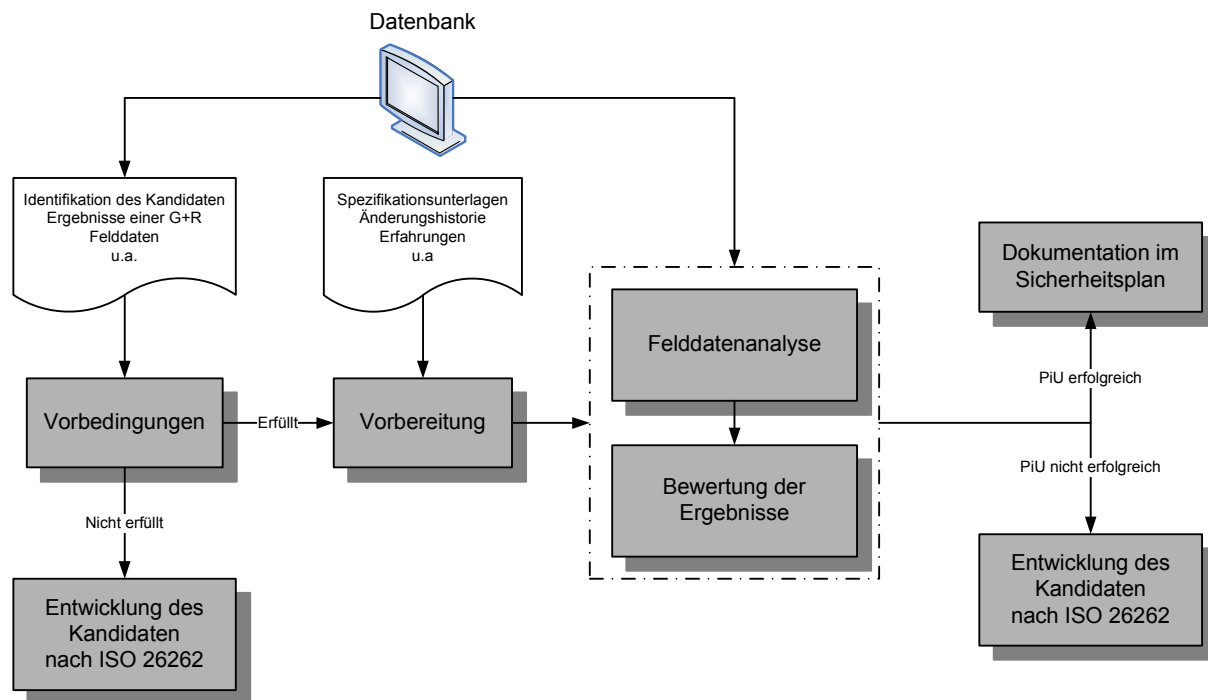 Datenbank
Identifikation des Kandidaten
Ergebnisse einer G+R
Felddaten
u.a.
Spezifikationsunterlagen
Änderungshistorie
Erfahrungen
u.a
Vorbedingungen
Erfüllt
Vorbereitung
Felddatenanalyse
Bewertung der
Ergebnisse
Dokumentation im
Sicherheitsplan
PiU erfolgreich
PiU nicht erfolgreich
Nicht erfüllt
Entwicklung des
Kandidaten
nach ISO 26262
Entwicklung des
Kandidaten
nach ISO 26262